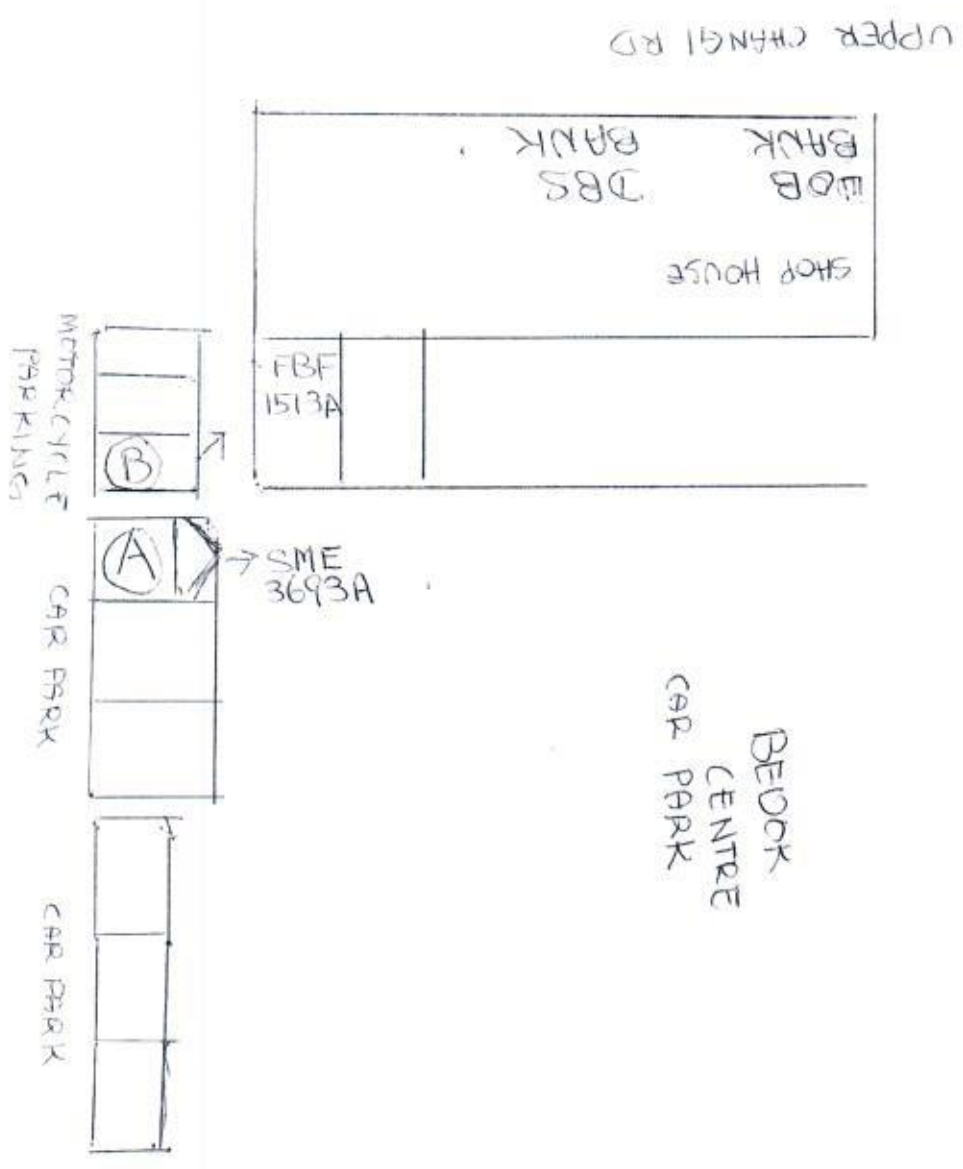 UPPER CHANGI RD
UOB
BANK
DBS
BANK
SHOP HOUSE
MOTORCYCLE
PARKING
FBF
1513A
B
A
SME
3693A
CAR PARK
BEDOK
CENTRE
CAR PARK
CAR PARK